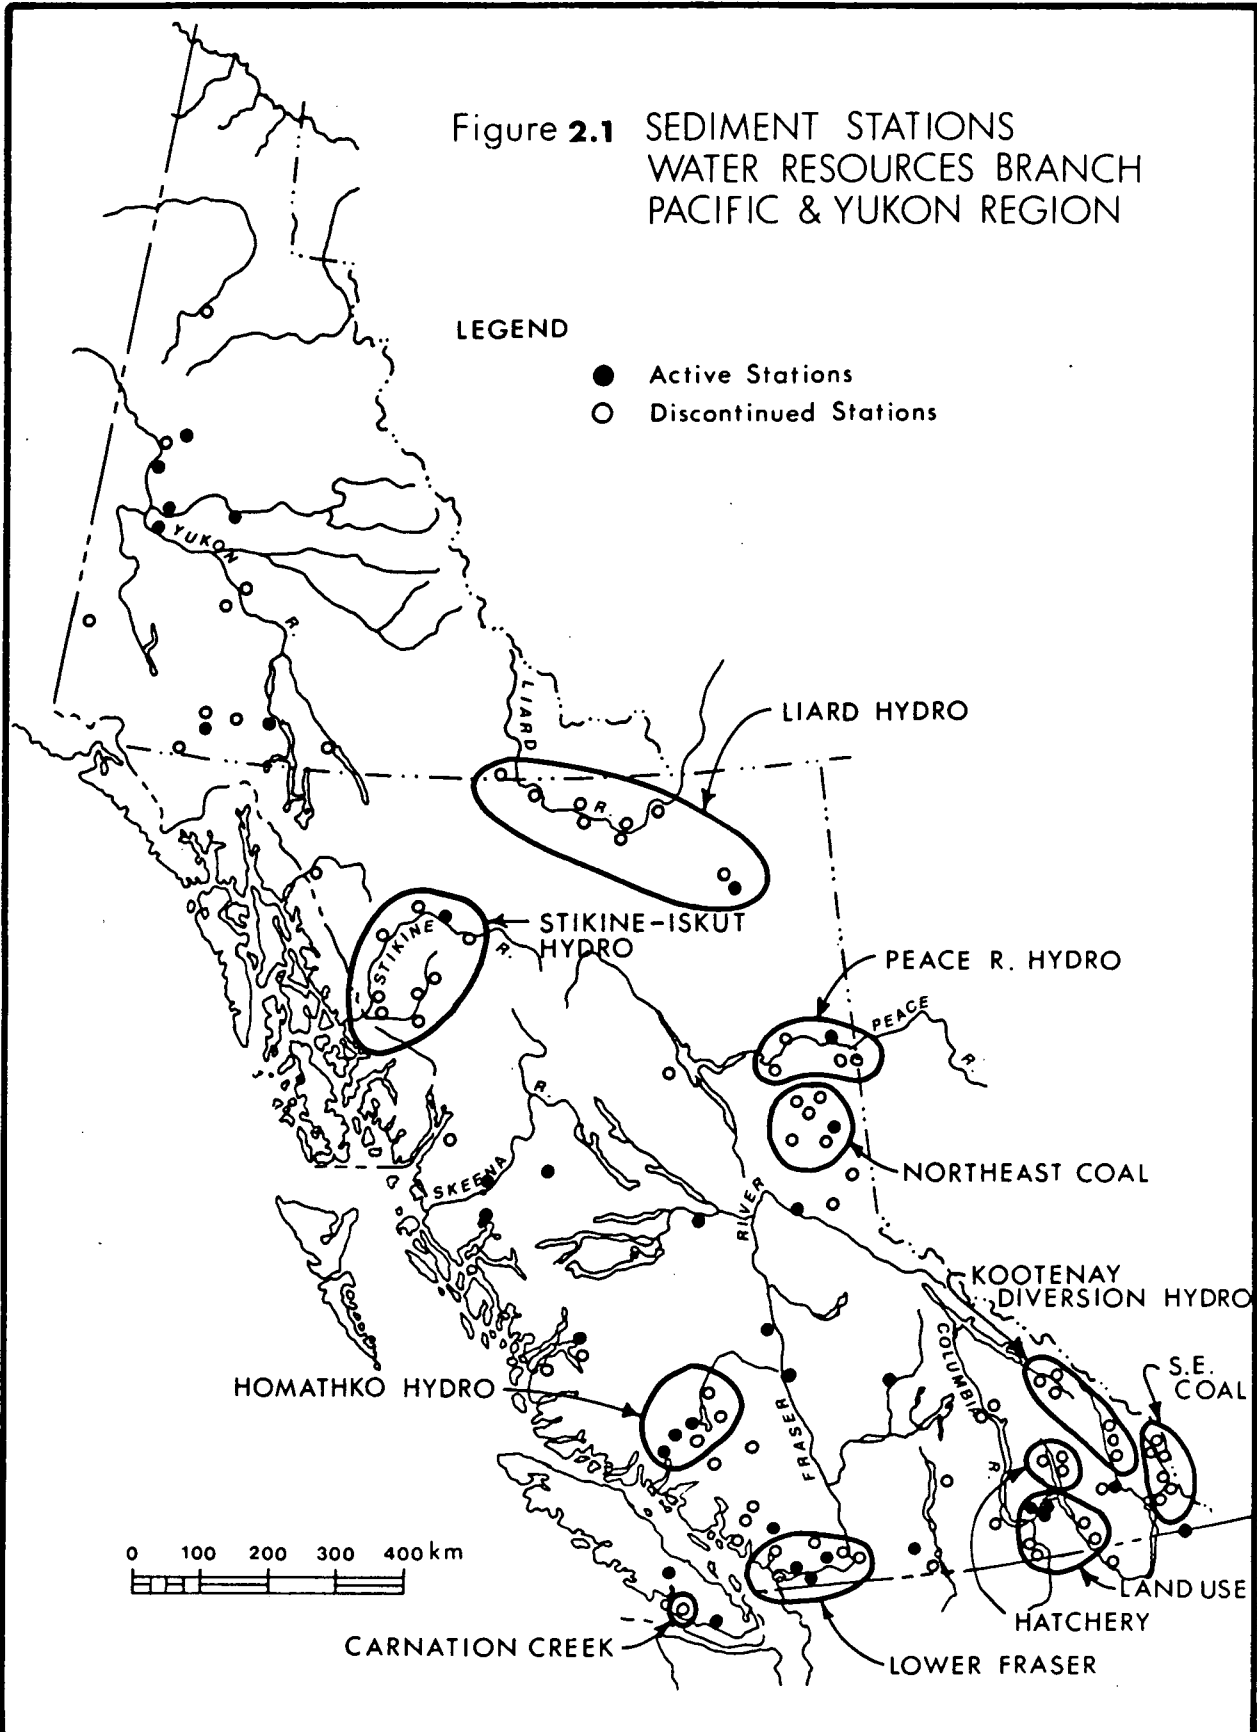 Figure 2.1 SEDIMENT STATIONS
WATER RESOURCES BRANCH
PACIFIC & YUKON REGION
LEGEND
Active Stations
Discontinued Stations
YUKON
R.
LIARD
R.
LIARD HYDRO
STIKINE-ISKUT
HYDRO
STIKINE
R.
PEACE R. HYDRO
PEACE
R.
R.
SKEENA
NORTHEAST COAL
RIVER
KOOTENAY
DIVERSION HYDRO
COLUMBIA
R.
S.E.
COAL
HOMATHKO HYDRO
FRASER
0 100 200 300 400 km
LAND USE
HATCHERY
CARNATION CREEK
LOWER FRASER